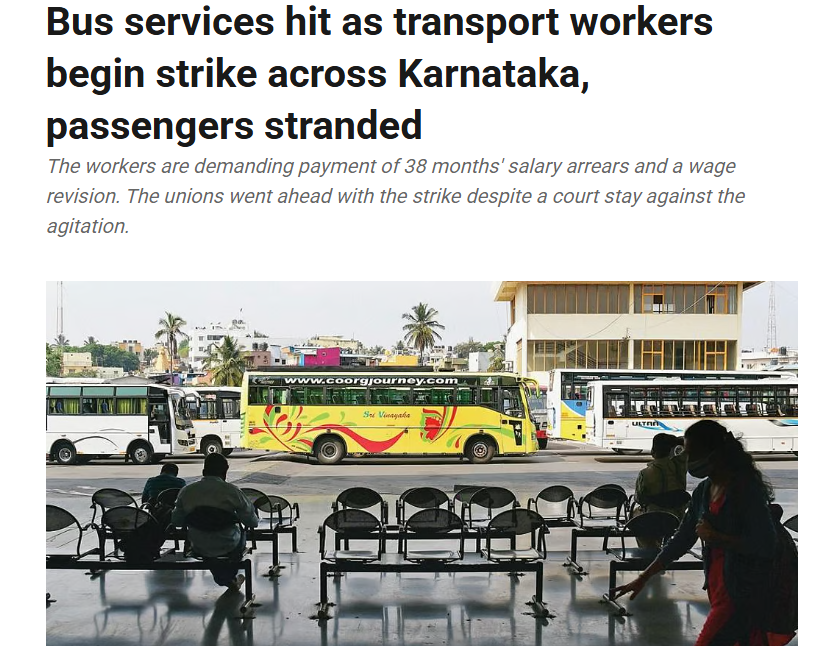 Bus services hit as transport workers
begin strike across Karnataka,
passengers stranded
The workers are demanding payment of 38 months' salary arrears and a wage
revision. The unions went ahead with the strike despite a court stay against the
agitation.
www.coorgjourney.com
Sri Vinayaka
ULTRA